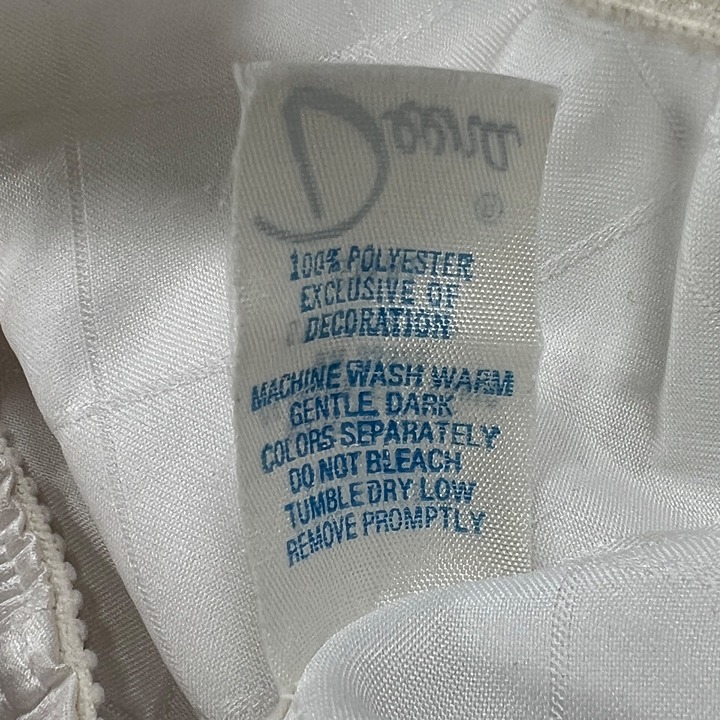 ®
100% POLYESTER
EXCLUSIVE OF
DECORATION
MACHINE WASH WARM
GENTLE, DARK
COLORS SEPARATELY
DO NOT BLEACH
TUMBLE DRY LOW
REMOVE PROMPTLY